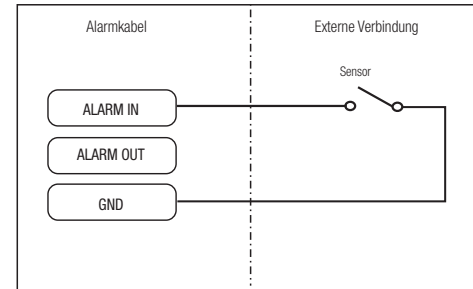 Alarmkabel
Externe Verbindung
Sensor
ALARM IN
ALARM OUT
GND